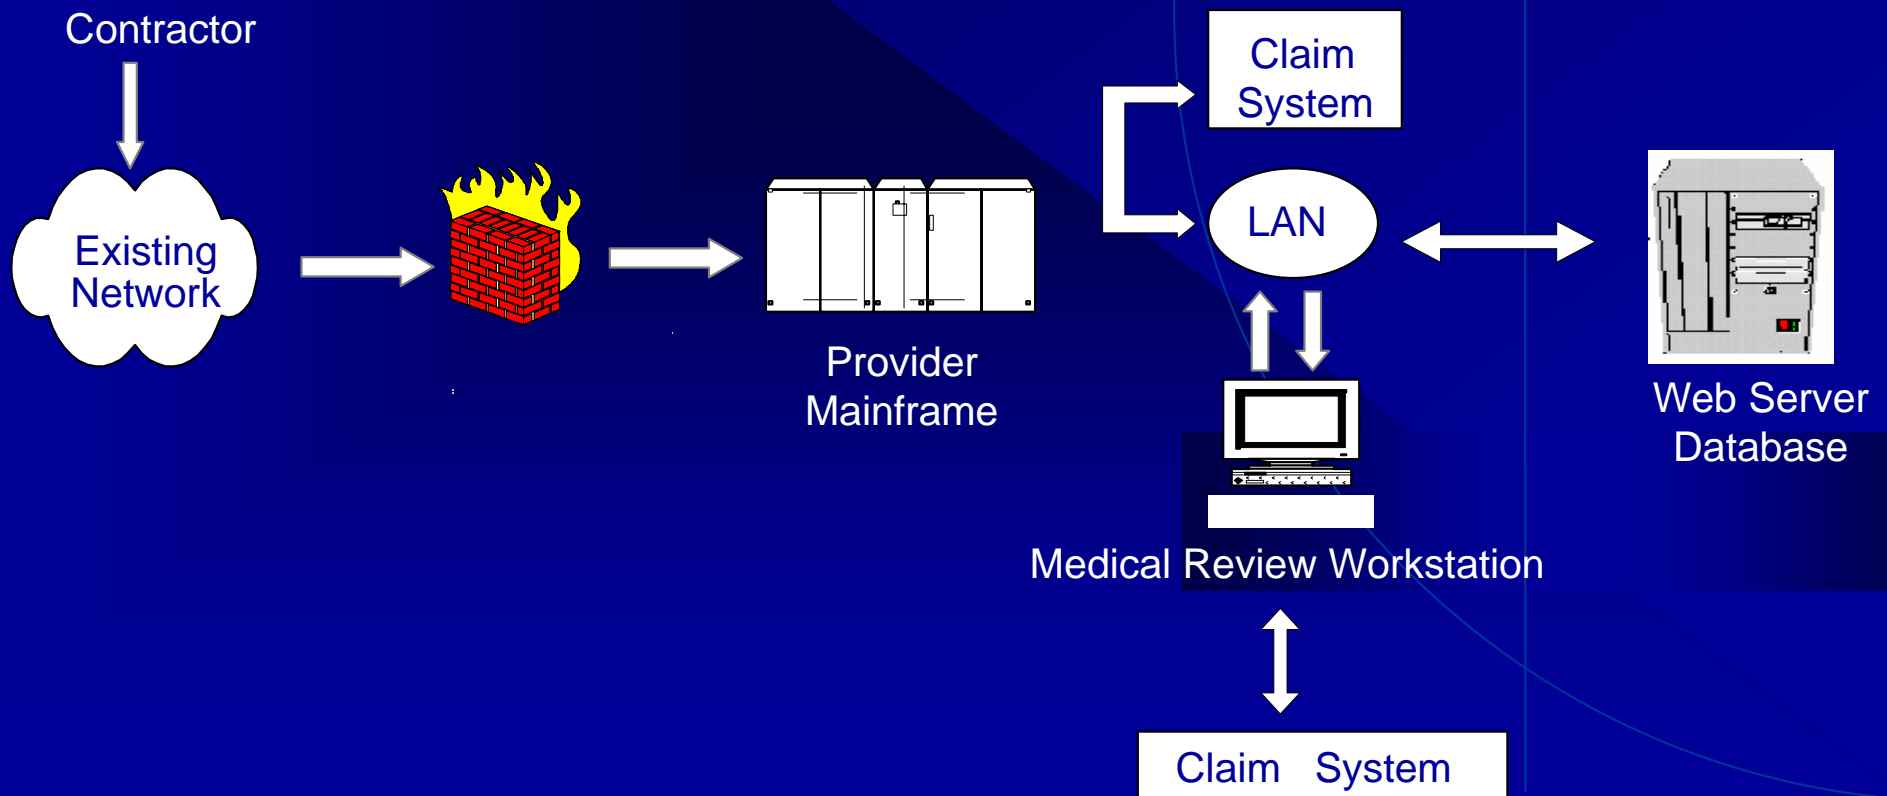 Contractor
Existing
Network
Provider
Mainframe
Claim
System
LAN
Web Server
Database
Medical Review Workstation
Claim System